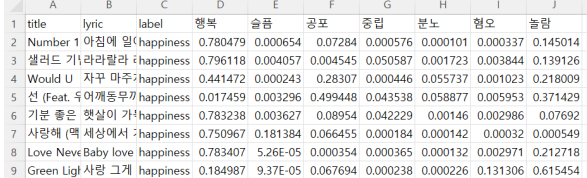 A B C D E F G H I J
1 title lyric label 행복 슬픔 공포 중립 분노 혐오 놀람
2 Number 1 아침에 일어 happiness 0.780479 0.000654 0.07284 0.000576 0.000101 0.000337 0.145014
3 샐러드 기념 라라랄라 happiness 0.796118 0.004057 0.004545 0.050587 0.001723 0.003844 0.139126
4 Would U 자꾸 마주 happiness 0.441472 0.000243 0.28307 0.000446 0.055737 0.001023 0.218009
5 선 (Feat. 우 어깨동무 happiness 0.017459 0.003296 0.499448 0.043538 0.058877 0.005953 0.371429
6 기분 좋은 햇살이 가 happiness 0.783238 0.003627 0.08954 0.042229 0.00146 0.002986 0.07692
7 사랑해 (맥 세상에서 happiness 0.750967 0.181384 0.066455 0.000184 0.000142 0.00032 0.000549
8 Love Neve Baby love happiness 0.783407 5.26E-05 0.000354 0.000365 0.000132 0.002971 0.212718
9 Green Ligh 사랑 그게 happiness 0.184987 9.37E-05 0.067694 0.000238 0.000226 0.131306 0.615454